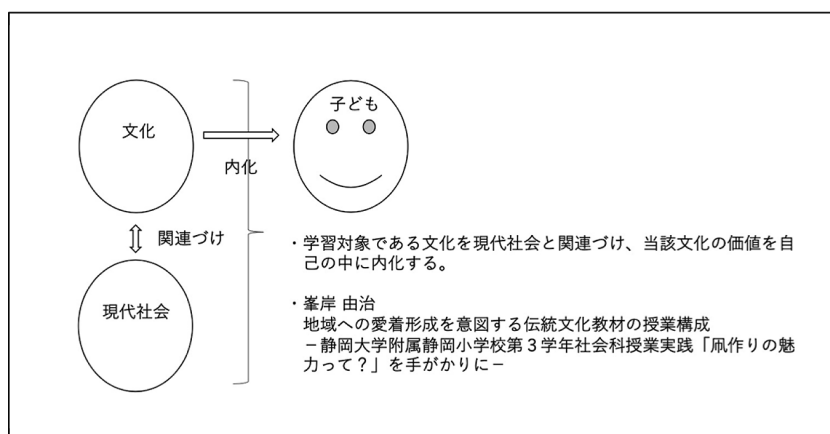 文化
子ども
内化
関連づけ
現代社会
・学習対象である文化を現代社会と関連づけ、当該文化の価値を自
己の中に内化する。
・峯岸 由治
地域への愛着形成を意図する伝統文化教材の授業構成
－静岡大学附属静岡小学校第３学年社会科授業実践「凧作りの魅
力って？」を手がかりに－